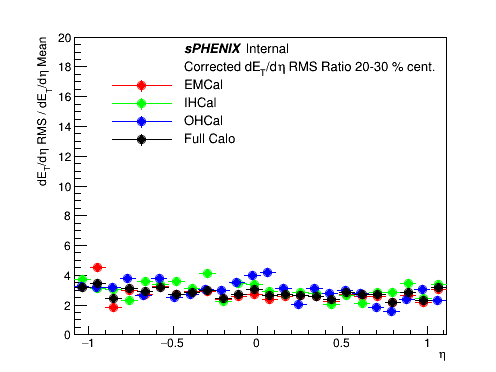 sPHENIX Internal
Corrected dE_T/dη RMS Ratio 20-30 % cent.
EMCal
IHCal
OHCal
Full Calo
dE_T/dη RMS / dE_T/dη Mean
20
18
16
14
12
10
8
6
4
2
0
−1 −0.5 0 0.5 1
η